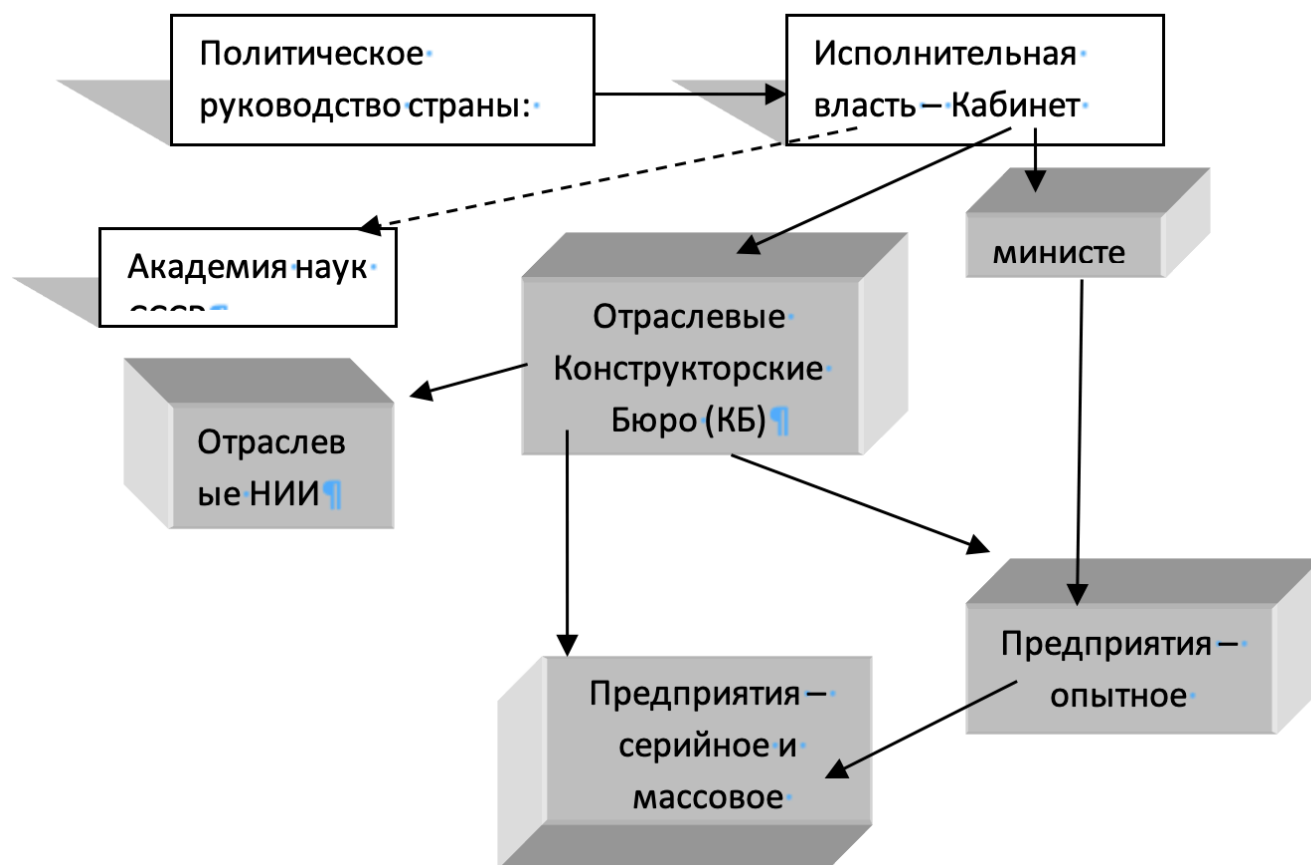 Политическое
руководство страны:
Исполнительная
власть – Кабинет
министе
Академия наук
СССР¶
Отраслевые
Конструкторские
Бюро (КБ)¶
Отраслев
ые НИИ¶
Предприятия –
опытное
Предприятия –
серийное и
массовое